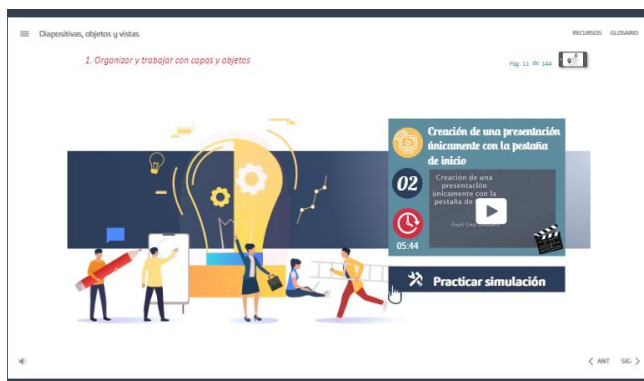 Diapositivas, objetos y vistas
RECURSOS GLOSARIO
1. Organizar y trabajar con capas y objetos
Pág. 11 de 144
Creación de una presentación
únicamente con la pestaña
de inicio
02
Creación de una
presentación
únicamente con la
pestaña de
05:44
Practicar simulación
ANT SIG